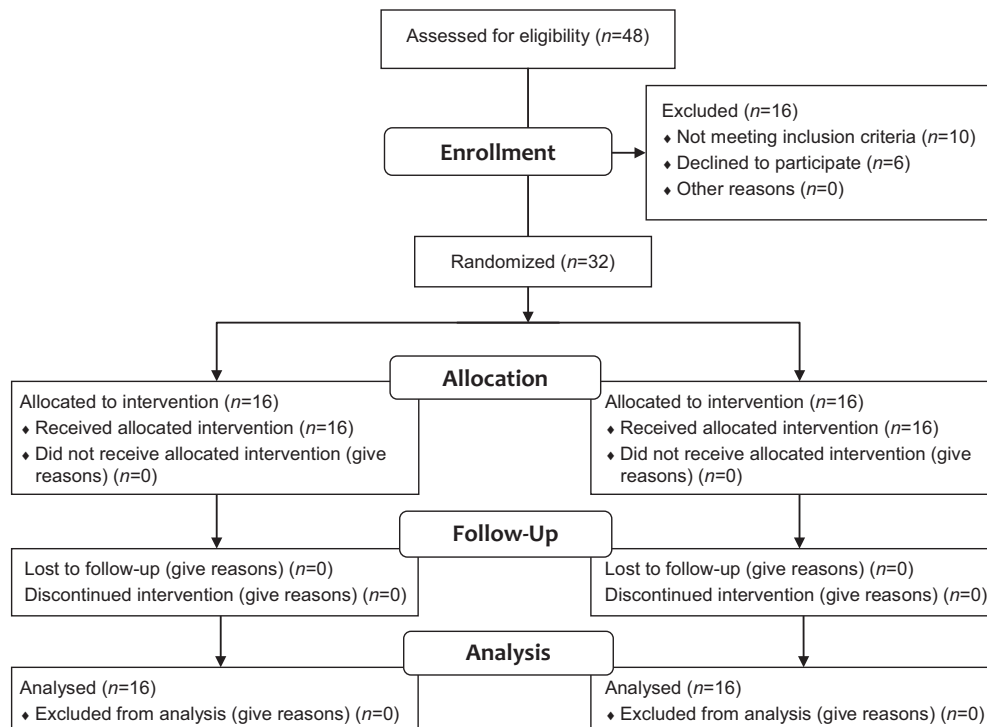 Assessed for eligibility (n=48)
Excluded (n=16)
♦ Not meeting inclusion criteria (n=10)
♦ Declined to participate (n=6)
♦ Other reasons (n=0)
Enrollment
Randomized (n=32)
Allocation
Allocated to intervention (n=16)
♦ Received allocated intervention (n=16)
♦ Did not receive allocated intervention (give
reasons) (n=0)
Allocated to intervention (n=16)
♦ Received allocated intervention (n=16)
♦ Did not receive allocated intervention (give
reasons) (n=0)
Follow-Up
Lost to follow-up (give reasons) (n=0)
Discontinued intervention (give reasons) (n=0)
Lost to follow-up (give reasons) (n=0)
Discontinued intervention (give reasons) (n=0)
Analysis
Analysed (n=16)
♦ Excluded from analysis (give reasons) (n=0)
Analysed (n=16)
♦ Excluded from analysis (give reasons) (n=0)